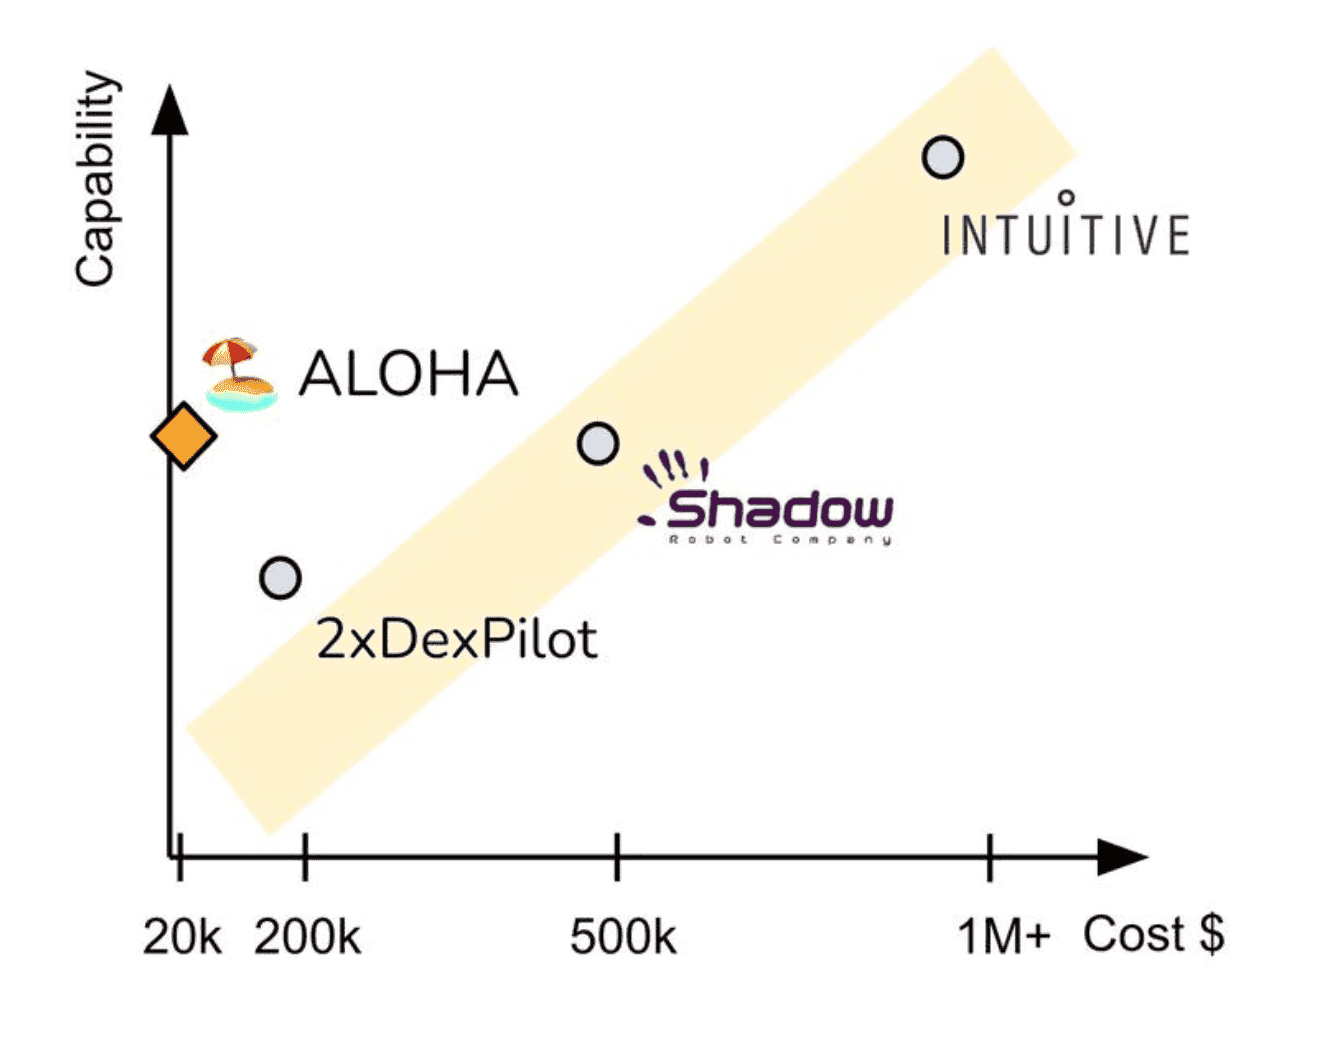 Capability
ALOHA
INTUITIVE
Shadow
Robot Company
2xDexPilot
20k
200k
500k
1M+
Cost $